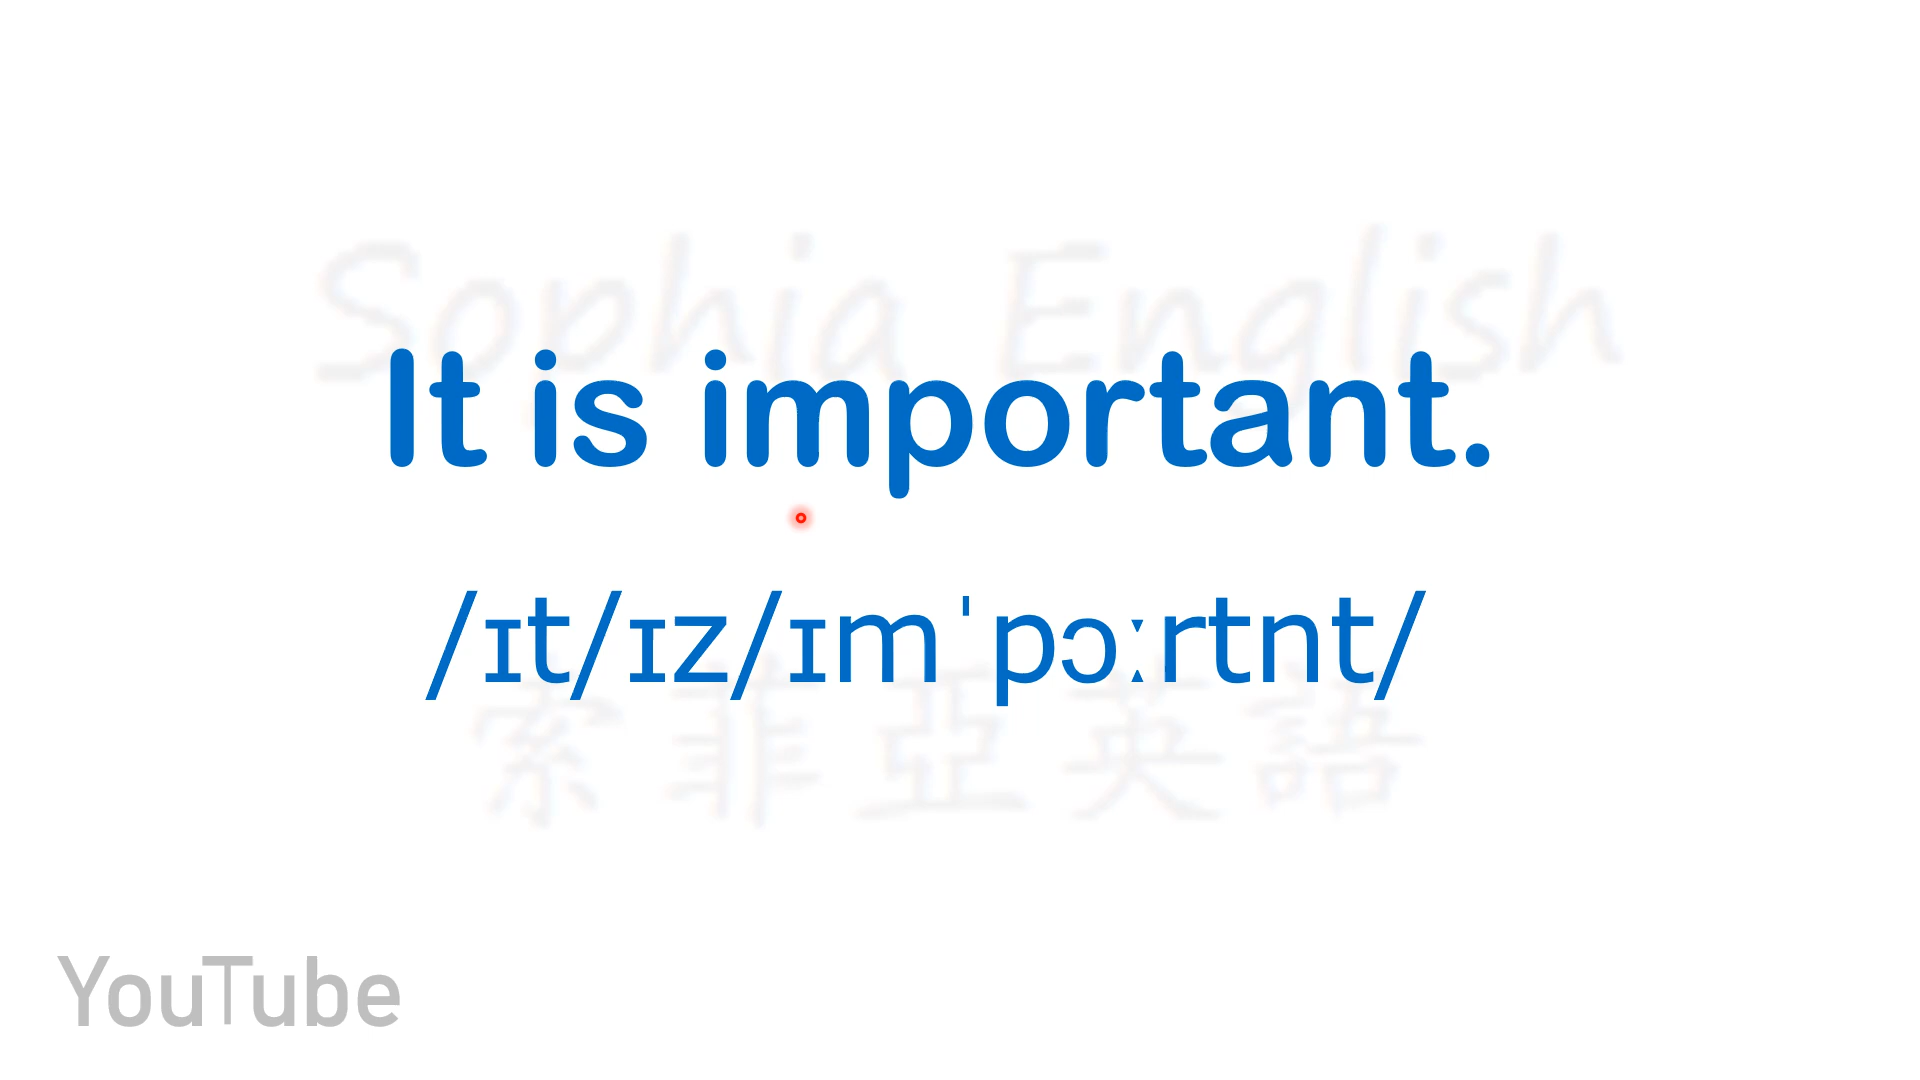 Sophia English
It is important.
/ɪt/ɪz/ɪmˈpɔːrtnt/
索菲亞英語
YouTube